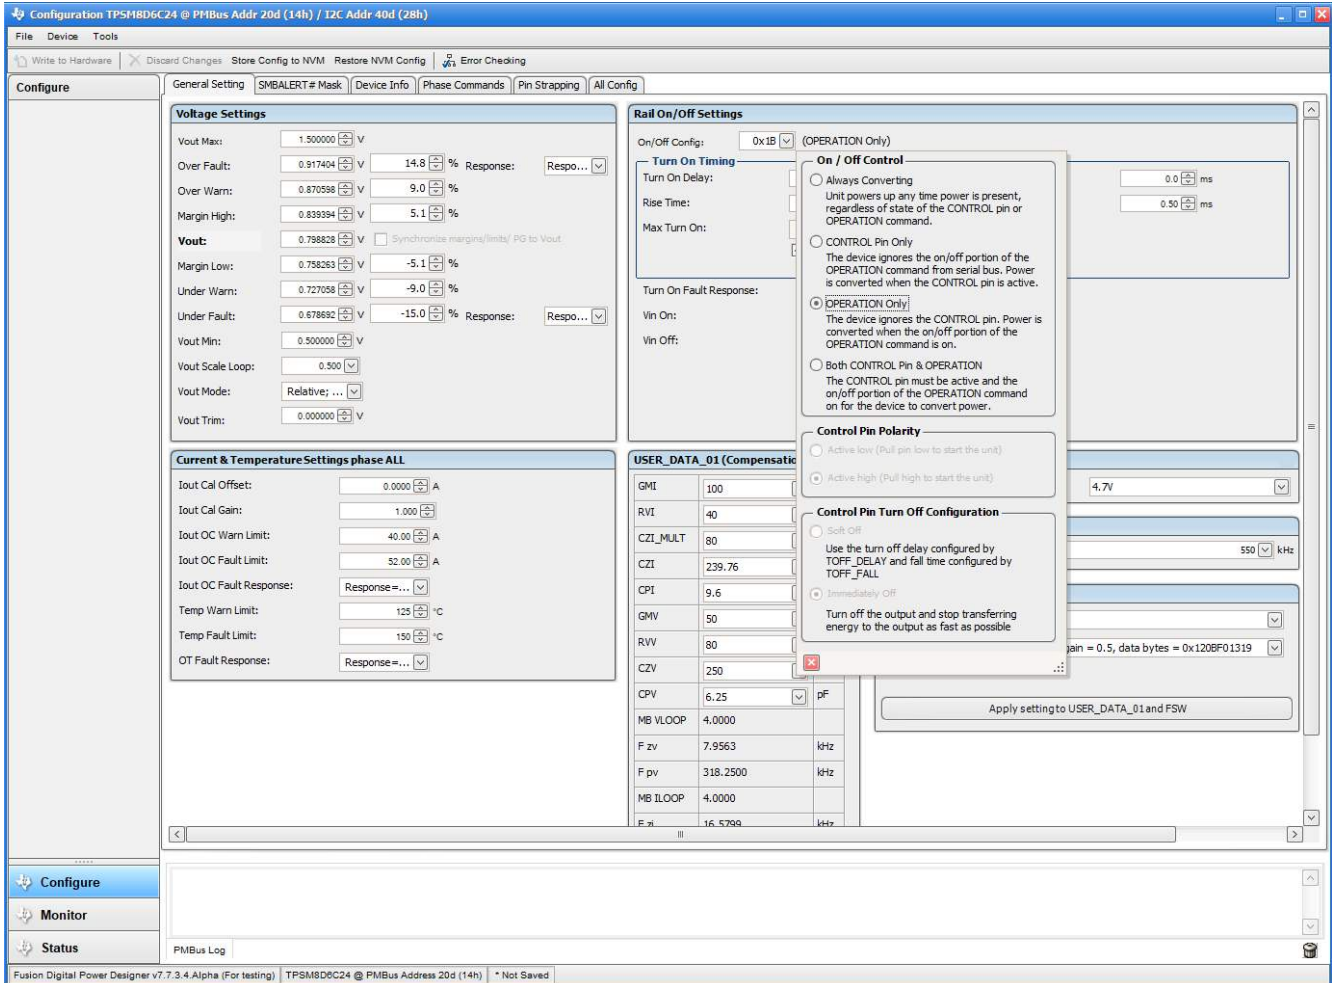 Configuration TPSM8D6C24 @ PMBus Addr 20d (14h) / I2C Addr 40d (28h)
File Device Tools
Write to Hardware Discard Changes Store Config to NVM Restore NVM Config Error Checking
Configure
General Setting SMBALERT# Mask Device Info Phase Commands Pin Strapping All Config
Voltage Settings
Vout Max: 1.500000 V
Over Fault: 0.917404 V 14.8 % Response: Respo...
Over Warn: 0.870598 V 9.0 %
Margin High: 0.839394 V 5.1 %
Vout: 0.798828 V Synchronize margins/limits/ PG to Vout
Margin Low: 0.758263 V -5.1 %
Under Warn: 0.727058 V -9.0 %
Under Fault: 0.678692 V -15.0 % Response: Respo...
Vout Min: 0.500000 V
Vout Scale Loop: 0.500
Vout Mode: Relative; ...
Vout Trim: 0.000000 V
Rail On/Off Settings
On/Off Config: 0x1B (OPERATION Only)
Turn On Timing
Turn On Delay:
Rise Time:
Max Turn On:
0.0 ms
0.50 ms
Turn On Fault Response:
Vin On:
Vin Off:
On / Off Control
Always Converting
Unit powers up any time power is present,
regardless of state of the CONTROL pin or
OPERATION command.
CONTROL Pin Only
The device ignores the on/off portion of the
OPERATION command from serial bus. Power
is converted when the CONTROL pin is active.
OPERATION Only
The device ignores the CONTROL pin. Power is
converted when the on/off portion of the
OPERATION command is on.
Both CONTROL Pin & OPERATION
The CONTROL pin must be active and the
on/off portion of the OPERATION command
on for the device to convert power.
Control Pin Polarity
Active low (Pull pin low to start the unit)
Active high (Pull high to start the unit)
Control Pin Turn Off Configuration
Soft Off
Use the turn off delay configured by
TOFF_DELAY and fall time configured by
TOFF_FALL
Immediately Off
Turn off the output and stop transferring
energy to the output as fast as possible
Current & Temperature Settings phase ALL
Iout Cal Offset: 0.0000 A
Iout Cal Gain: 1.000
Iout OC Warn Limit: 40.00 A
Iout OC Fault Limit: 52.00 A
Iout OC Fault Response: Response=...
Temp Warn Limit: 125 °C
Temp Fault Limit: 150 °C
OT Fault Response: Response=...
USER_DATA_01 (Compensatio
GMI 100
RVI 40
CZI_MULT 80
CZI 239.76
CPI 9.6
GMV 50
RVV 80
CZV 250
CPV 6.25 pF
MB VLOOP 4.0000
F zv 7.9563 kHz
F pv 318.2500 kHz
MB ILOOP 4.0000
F zi 16.5799 kHz
4.7V
550 kHz
gain = 0.5, data bytes = 0x120BF01319
Apply setting to USER_DATA_01 and FSW
Configure
Monitor
Status
PMBus Log
Fusion Digital Power Designer v7.7.3.4.Alpha (For testing) TPSM8D6C24 @ PMBus Address 20d (14h) * Not Saved